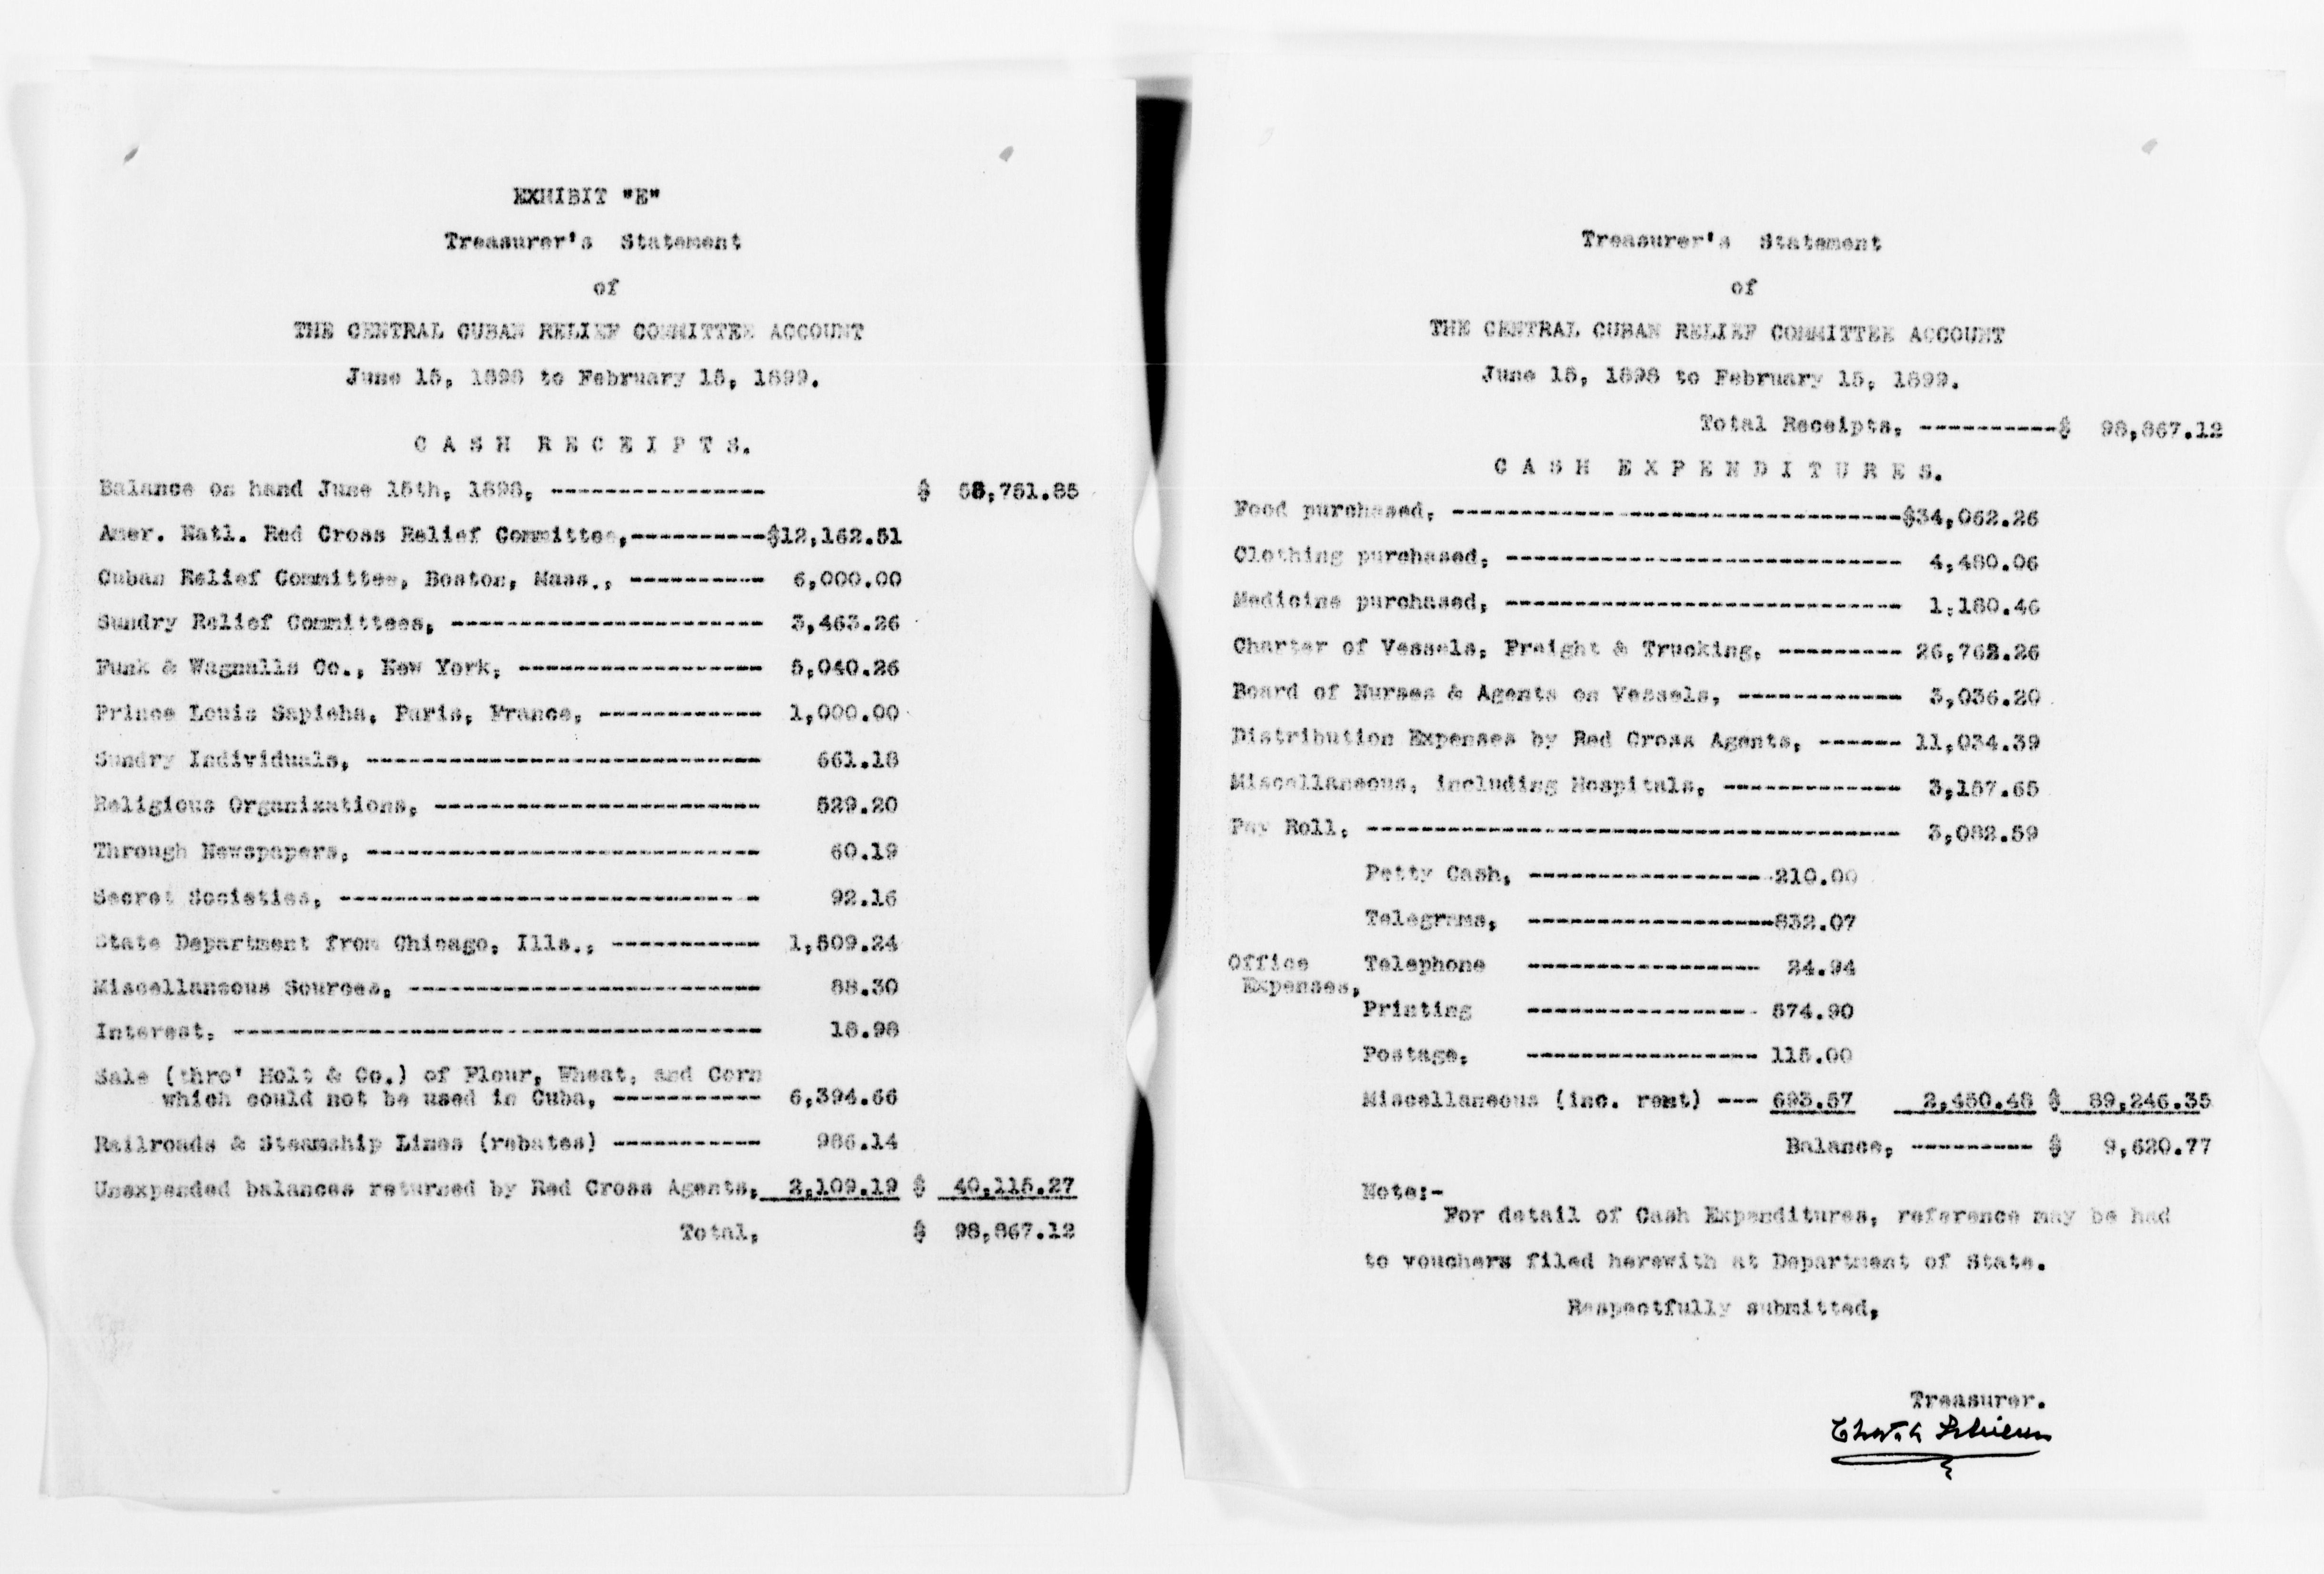 EXHIBIT "E"
Treasurer's Statement
of
THE CENTRAL CUBAN RELIEF COMMITTEE ACCOUNT
June 15, 1898 to February 15, 1899.
C A S H R E C E I P T S.
Balance on hand June 15th, 1898, ---------------- $ 58,751.85
Amer. Natl. Red Cross Relief Committee,----------$12,162.51
Cuban Relief Committee, Boston, Mass., ---------- 6,000.00
Sundry Relief Committees, ----------------------- 3,463.26
Funk & Wagnalls Co., New York, ------------------ 5,040.26
Prince Louis Sapieha, Paris, France, ------------ 1,000.00
Sundry Individuals, ----------------------------- 661.18
Religious Organizations, ------------------------ 529.20
Through Newspapers, ----------------------------- 60.19
Secret Societies, ------------------------------- 92.16
State Department from Chicago, Ills., ----------- 1,509.24
Miscellaneous Sources, -------------------------- 88.30
Interest, --------------------------------------- 18.98
Sale (thro' Holt & Co.) of Flour, Wheat, and Corn
which could not be used in Cuba, ----------- 6,394.66
Railroads & Steamship Lines (rebates) ----------- 986.14
Unexpended balances returned by Red Cross Agents, 2,109.19 $ 40,115.27
Total, $ 98,867.12
Treasurer's Statement
of
THE CENTRAL CUBAN RELIEF COMMITTEE ACCOUNT
June 15, 1898 to February 15, 1899.
Total Receipts, ----------$ 98,867.12
C A S H E X P E N D I T U R E S.
Food purchased, ---------------------------------$34,062.26
Clothing purchased, ----------------------------- 4,480.06
Medicine purchased, ----------------------------- 1,180.46
Charter of Vessels, Freight & Trucking, --------- 26,762.26
Board of Nurses & Agents on Vessels, ------------ 3,036.20
Distribution Expenses by Red Cross Agents, ------ 11,034.39
Miscellaneous, including Hospitals, ------------- 3,157.65
Pay Roll, --------------------------------------- 3,082.59
Petty Cash, ----------------- 210.00
Telegrams, ------------------832.07
Office Telephone ----------------- 24.94
Expenses,
Printing ----------------- 574.90
Postage, ----------------- 115.00
Miscellaneous (inc. rent) --- 693.57 2,450.48 $ 89,246.35
Balance, --------- $ 9,620.77
Note:-
For detail of Cash Expenditures, reference may be had
to vouchers filed herewith at Department of State.
Respectfully submitted,
Treasurer.